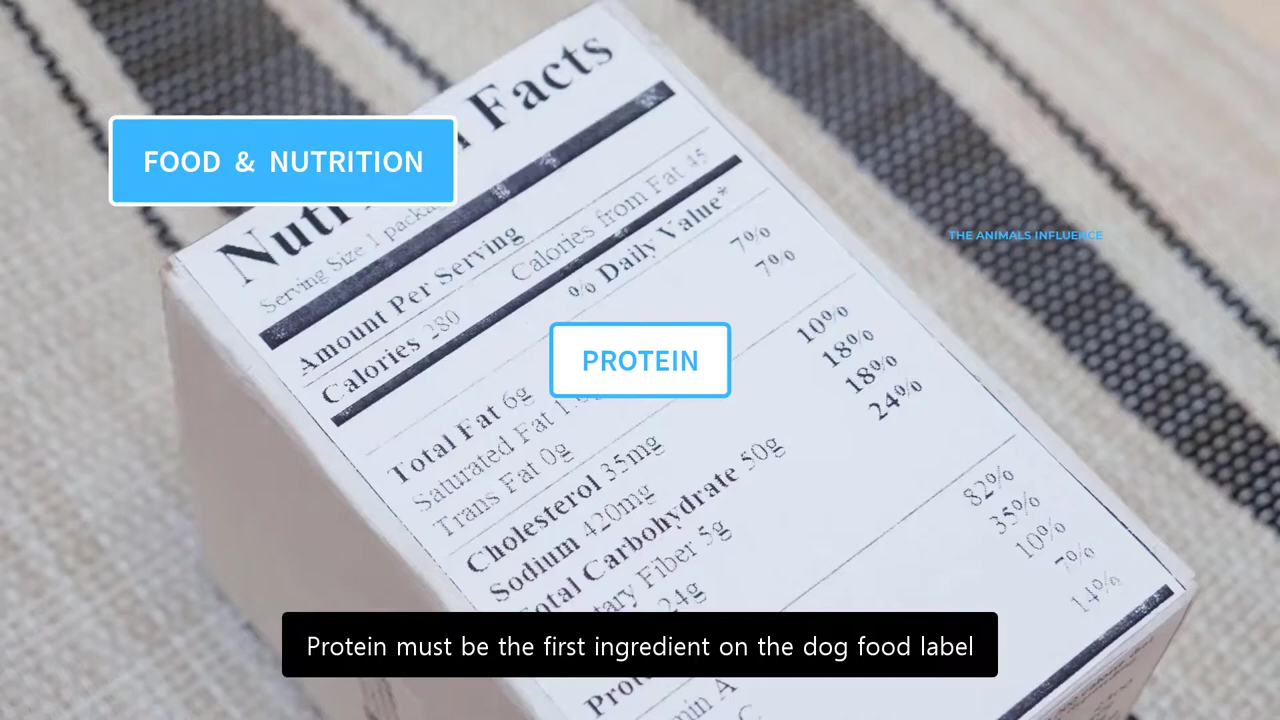 Facts
FOOD & NUTRITION
Nutri
Serving Size 1
Amount Per Serving
Calories 280
Calories from Fat 45
% Daily Value*
THE ANIMALS INFLUENCE
Total Fat 6g
7%
Saturated Fat
7%
Trans Fat 0g
PROTEIN
Cholesterol 35mg
10%
Sodium 420mg
18%
Total Carbohydrate 50g
18%
Fiber 5g
24%
24g
82%
35%
10%
7%
14%
Protein must be the first ingredient on the dog food label